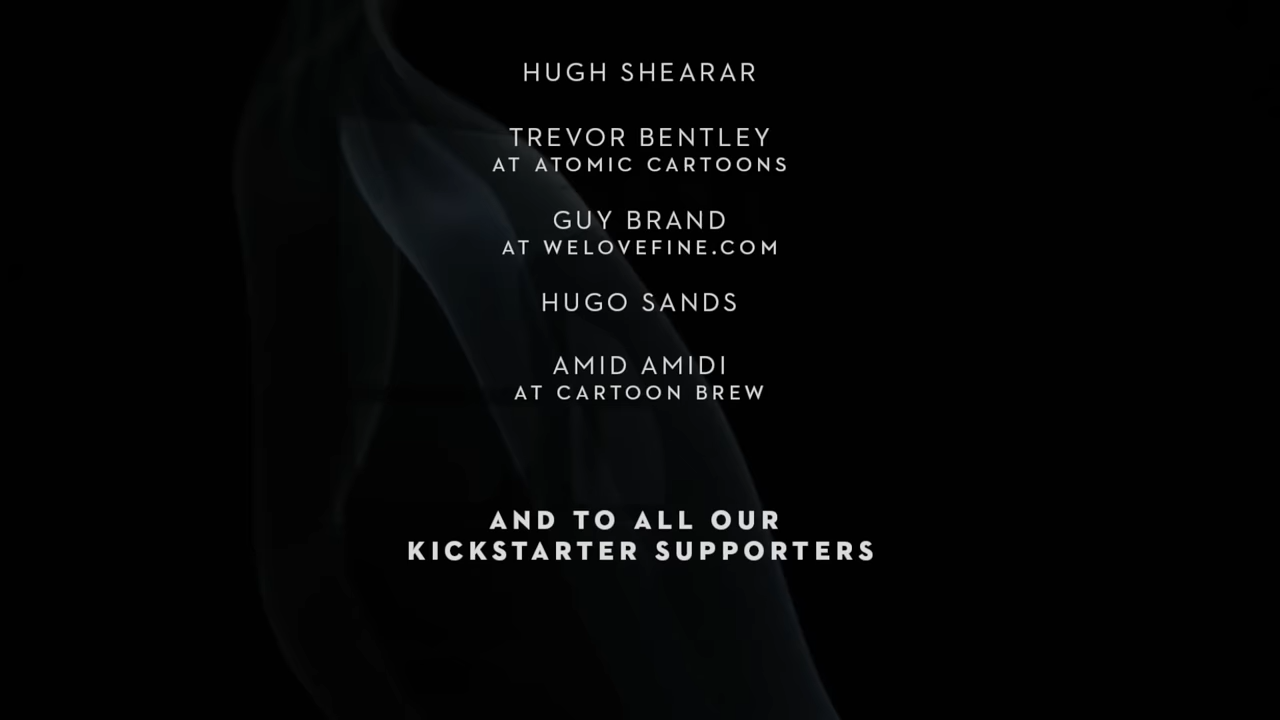 HUGH SHEARAR
TREVOR BENTLEY
AT ATOMIC CARTOONS
GUY BRAND
AT WELOVEFINE.COM
HUGO SANDS
AMID AMIDI
AT CARTOON BREW
AND TO ALL OUR
KICKSTARTER SUPPORTERS